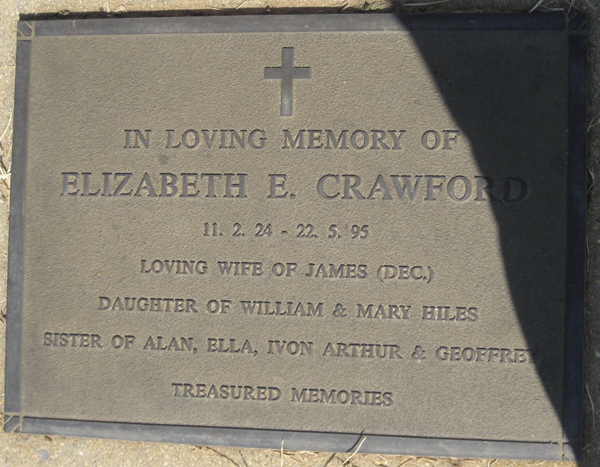 IN LOVING MEMORY OF
ELIZABETH E. CRAWFORD
11. 2. 24 - 22. 5. 95
LOVING WIFE OF JAMES (DEC.)
DAUGHTER OF WILLIAM & MARY HILES
SISTER OF ALAN, ELLA, IVON ARTHUR & GEOFFREY.
TREASURED MEMORIES